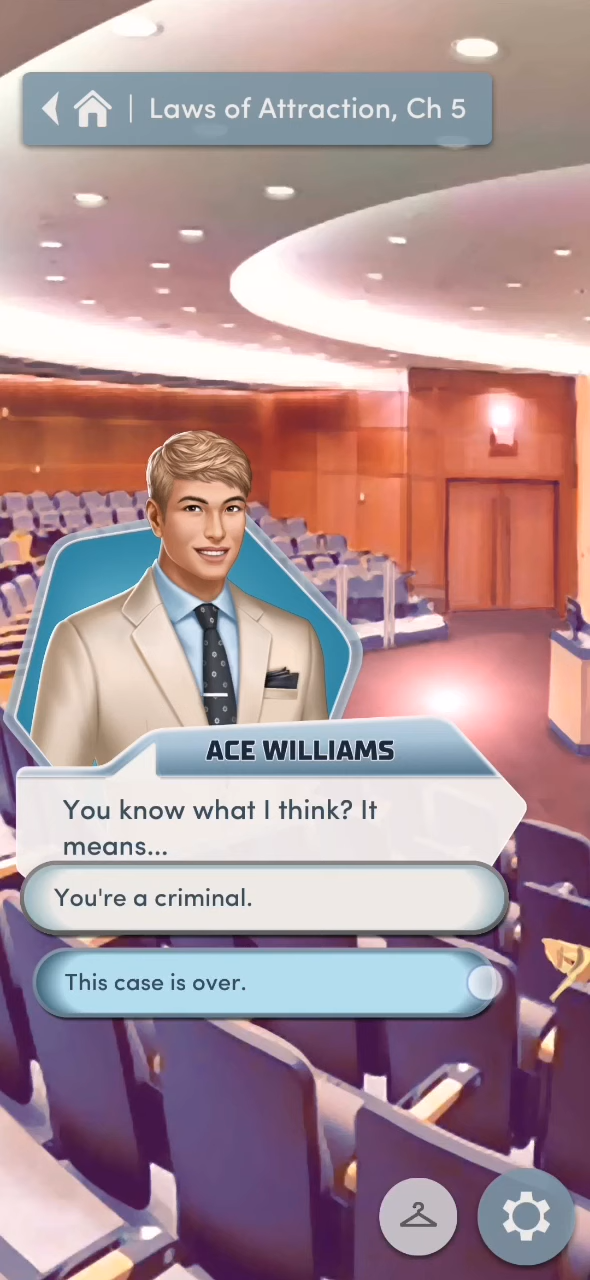 Laws of Attraction, Ch 5
ACE WILLIAMS
You know what I think? It
means...
You're a criminal.
This case is over.